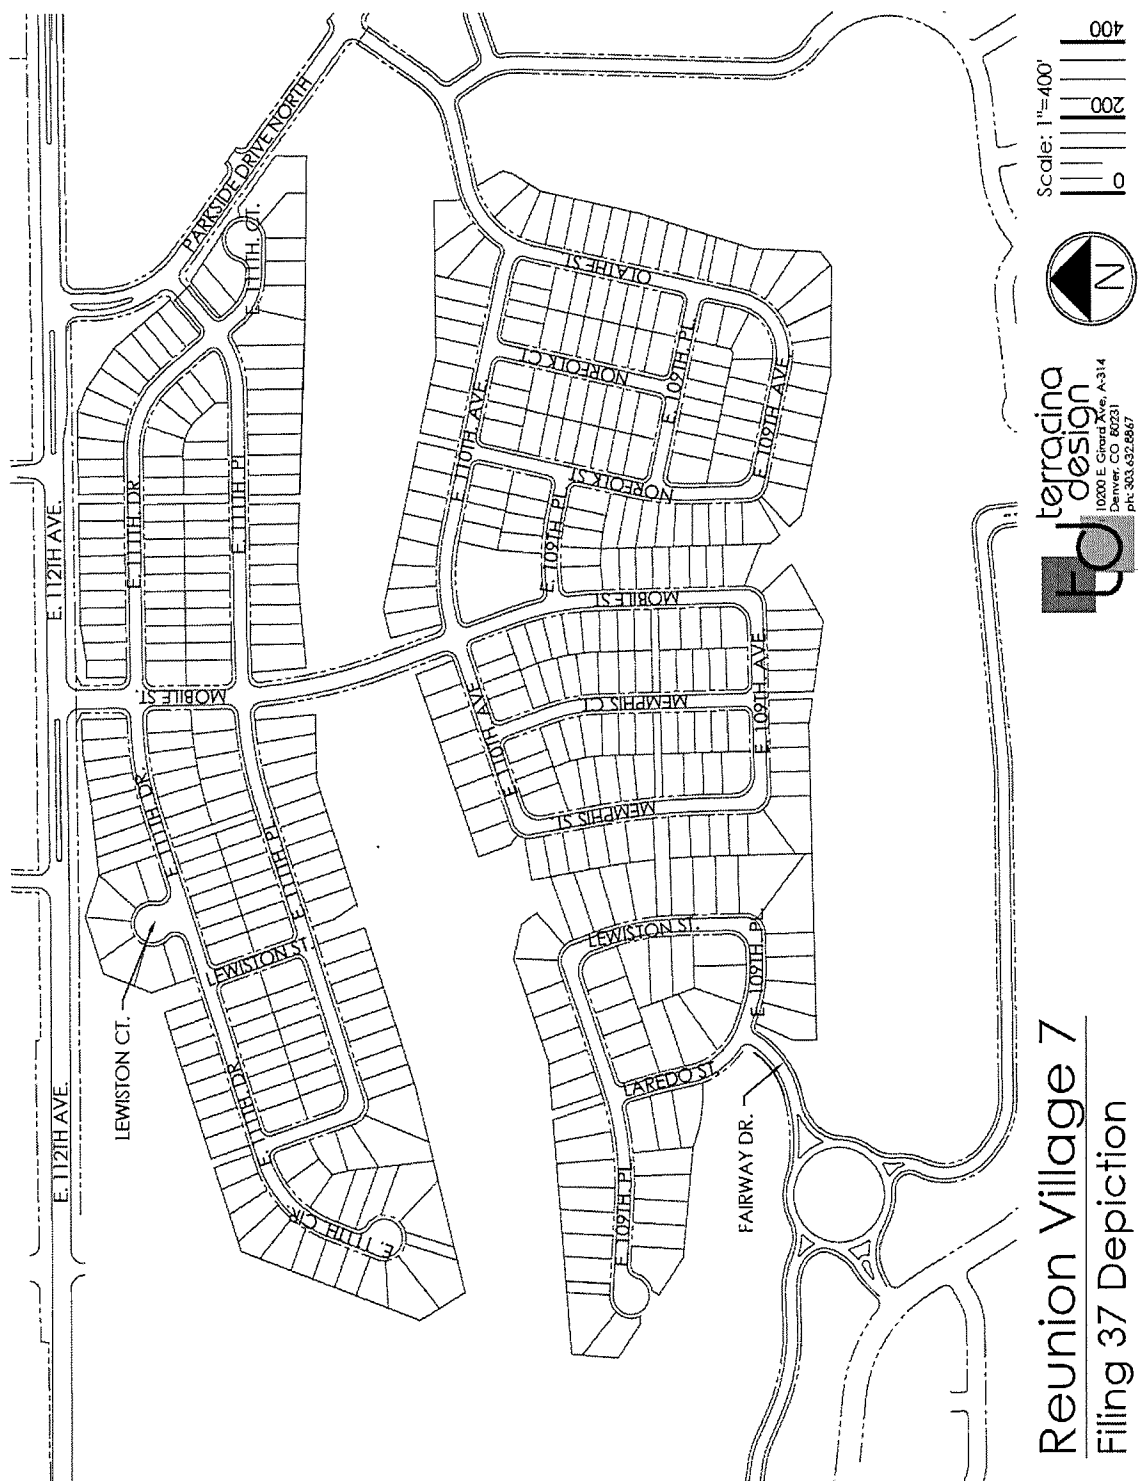 E. 112TH AVE.
E. 112TH AVE.
PARKSIDE DRIVE NORTH
LEWISTON CT.
E. 111TH DR.
E. 111TH DR.
E. 111TH DR.
E. 111TH. CT.
E. 111TH PL.
E. 111TH PL.
MOBILE ST.
LEWISTON ST.
E. 111TH CIR.
E. 110TH AVE.
E. 110TH AVE.
OLATHE ST.
NORFOLK CT.
NORFOLK ST.
E. 109TH PL.
E. 109TH PL.
E. 109TH AVE.
E. 109TH AVE.
MOBILE ST.
MEMPHIS CT.
MEMPHIS ST.
LEWISTON ST.
E. 109TH PL.
LAREDO ST.
E. 109TH PL.
FAIRWAY DR.
Reunion Village 7
Filing 37 Depiction
td
terracina
design
10200 E. Girard Ave, A-314
Denver, CO 80231
ph: 303.632.8867
N
Scale: 1"=400'
0 200 400